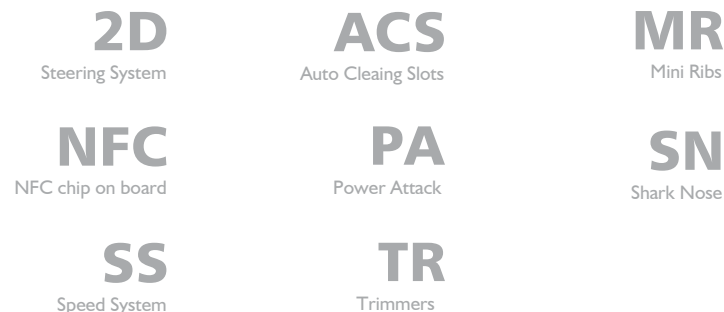 2D
Steering System
ACS
Auto Cleaing Slots
MR
Mini Ribs
NFC
NFC chip on board
PA
Power Attack
SN
Shark Nose
SS
Speed System
TR
Trimmers